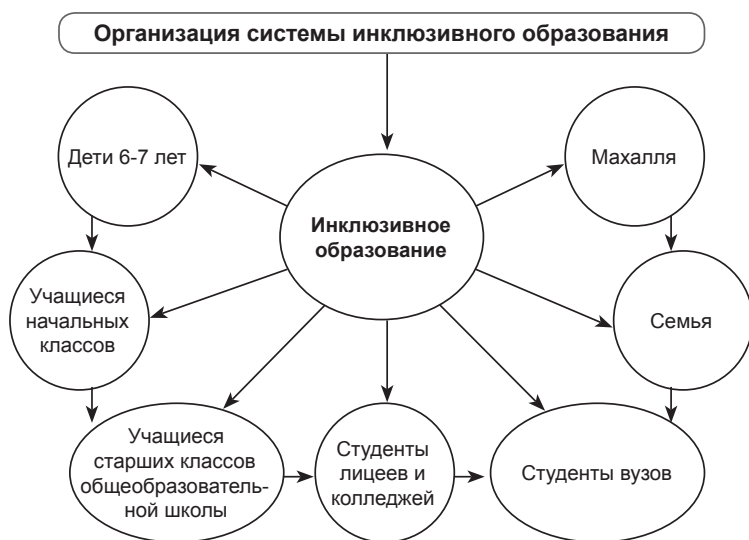 Организация системы инклюзивного образования
Дети 6-7 лет
Махалля
Инклюзивное
образование
Учащиеся
начальных
классов
Семья
Учащиеся
старших классов
общеобразователь-
ной школы
Студенты
лицеев и
колледжей
Студенты вузов